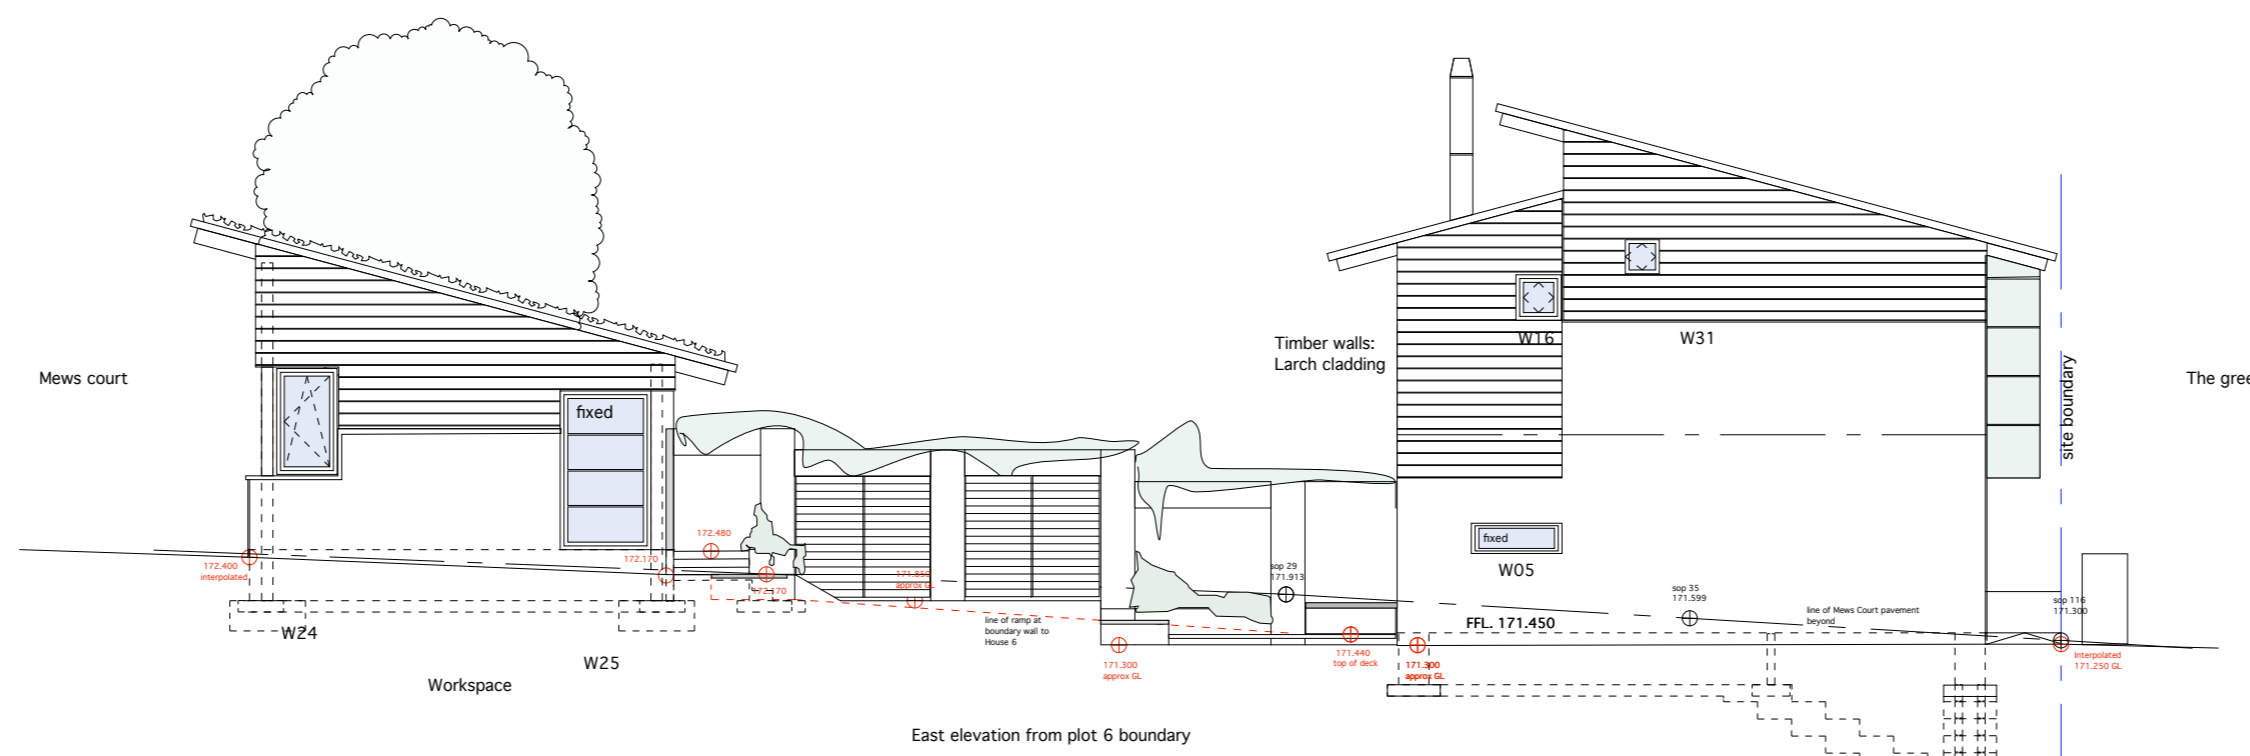 Mews court
fixed
Timber walls:
Larch cladding
W16
W31
site boundary
The gree
172.480
172.170
172.400
interpolated
172.170
171.850
approx GL
sop 29
171.913
fixed
W05
sop 35
171.599
line of Mews Court pavement
beyond
sop 116
171.300
FFL. 171.450
line of ramp at
boundary wall to
House 6
W24
W25
Workspace
171.300
approx GL
171.440
top of deck
171.300
approx GL
Interpolated
171.250 GL
East elevation from plot 6 boundary